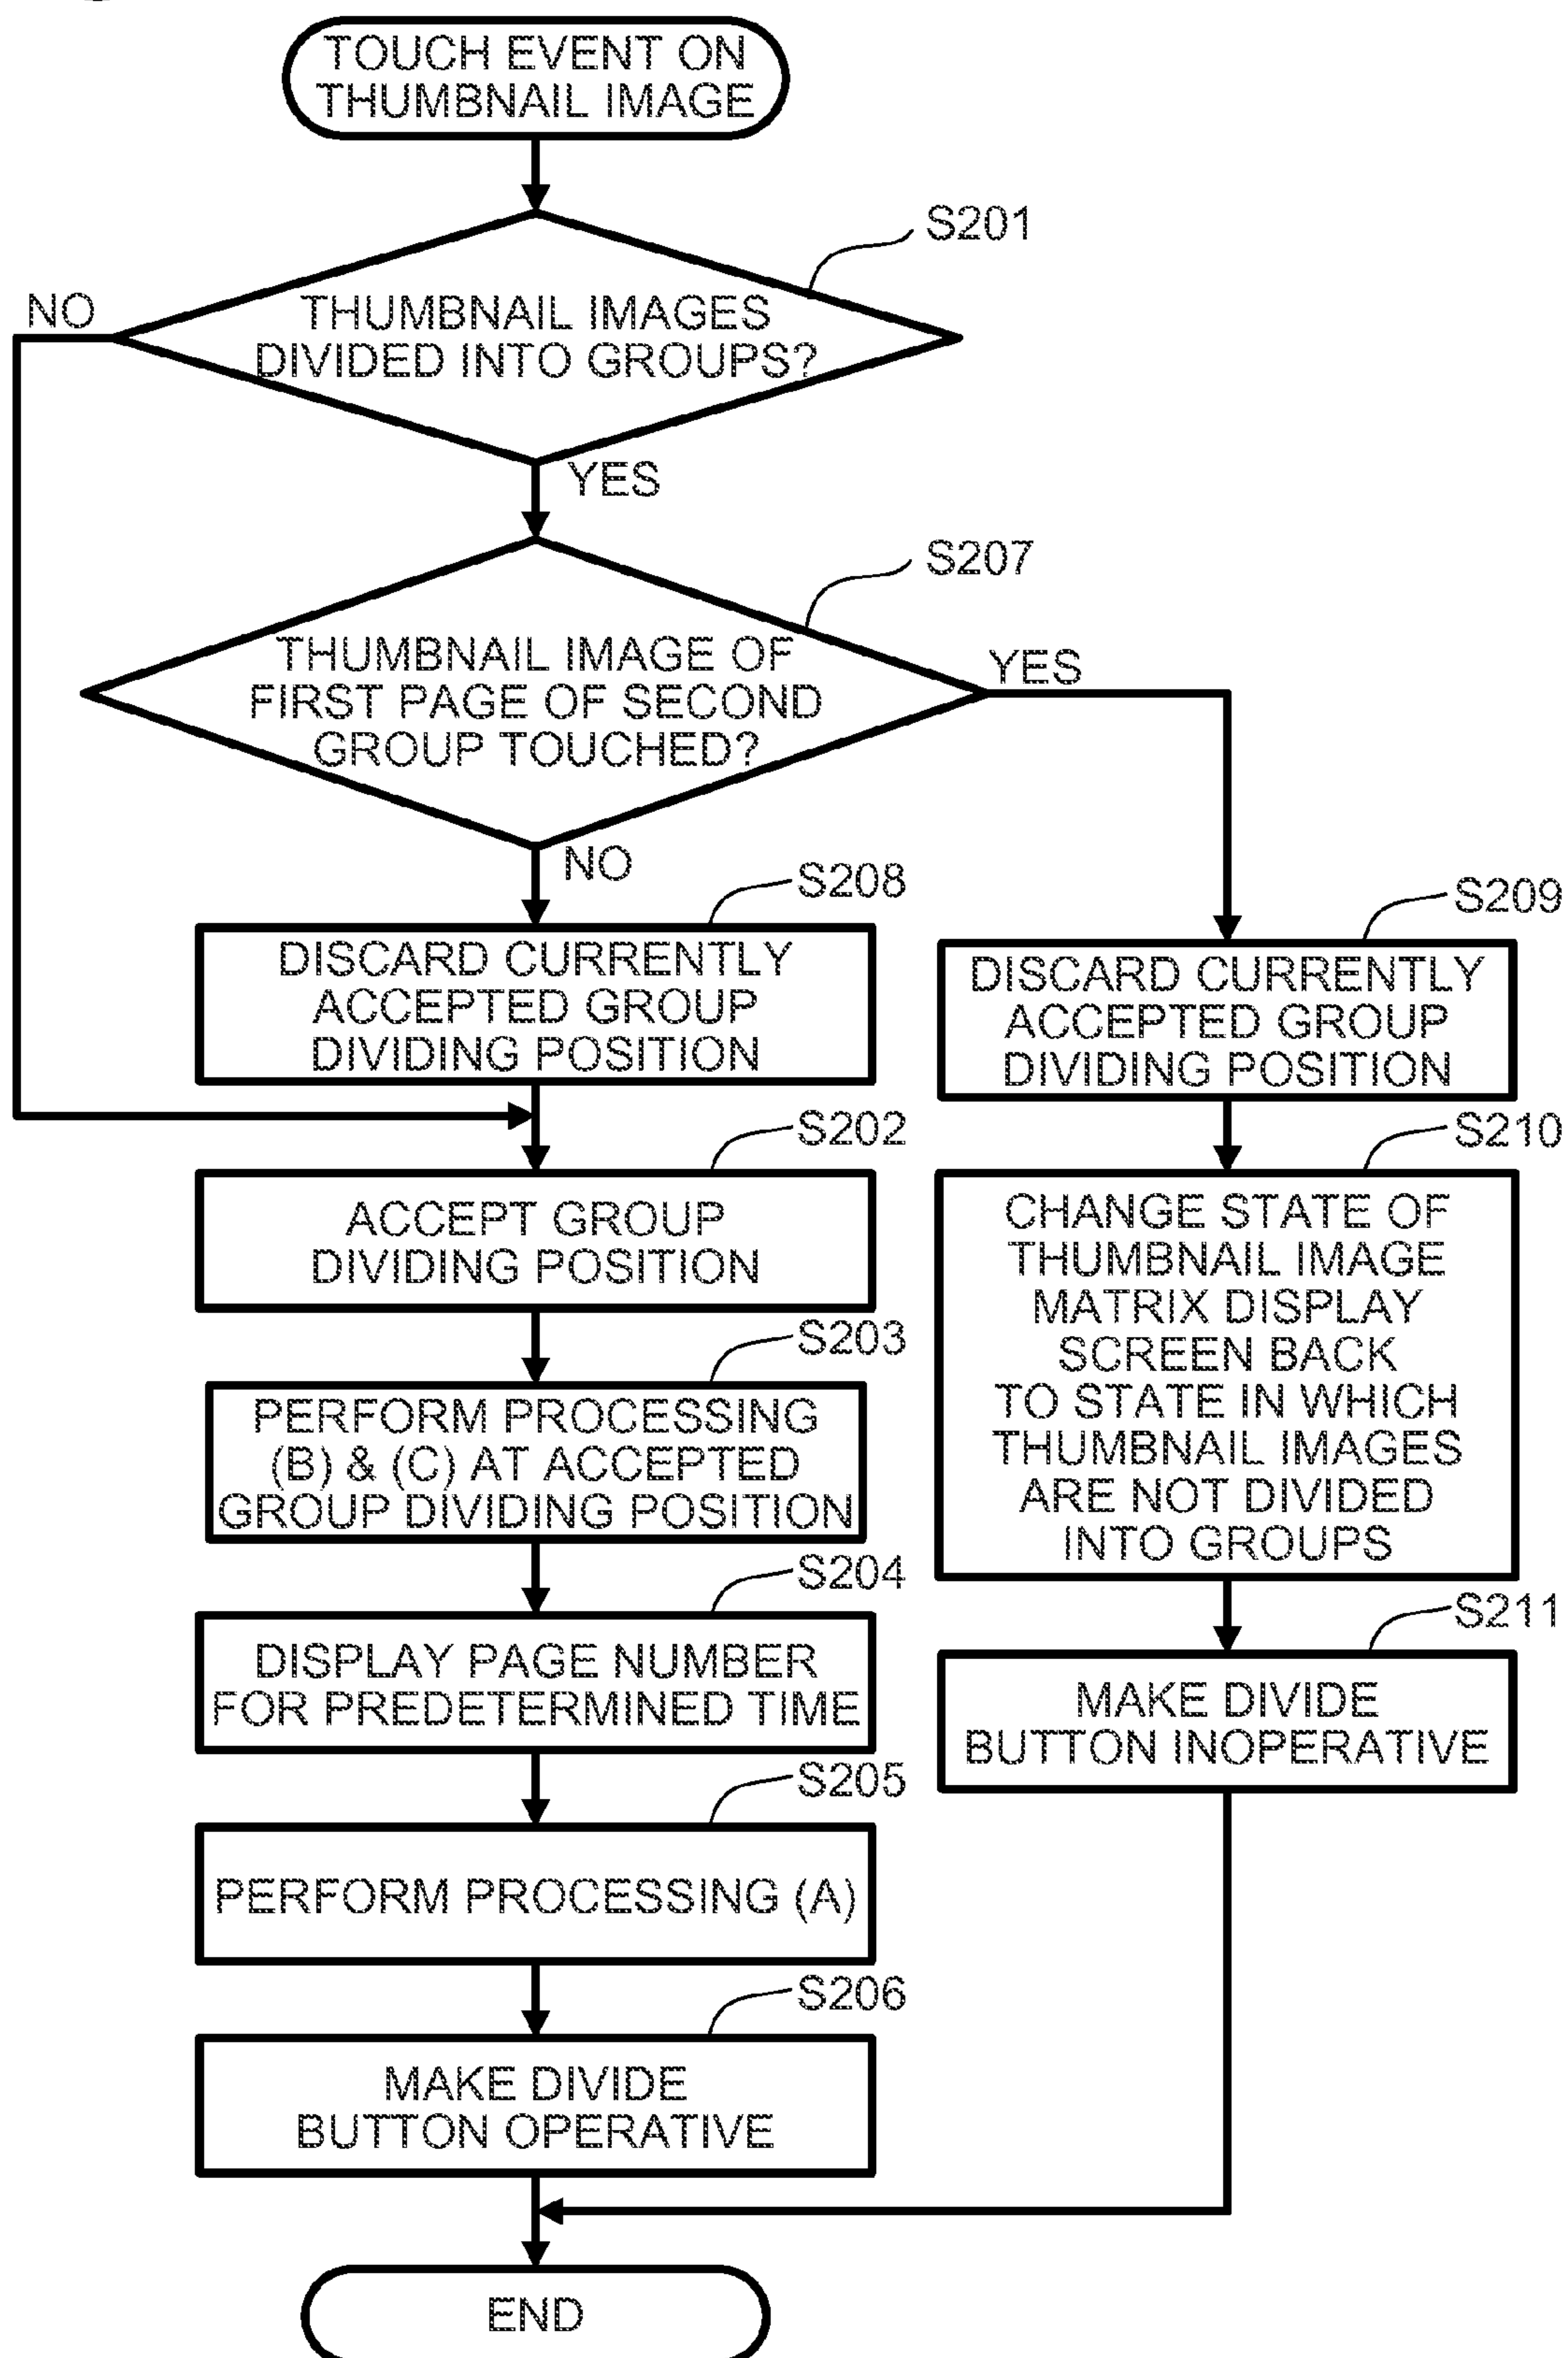 TOUCH EVENT ON
THUMBNAIL IMAGE
S201
NO
THUMBNAIL IMAGES
DIVIDED INTO GROUPS?
YES
S207
THUMBNAIL IMAGE OF
FIRST PAGE OF SECOND
GROUP TOUCHED?
YES
NO
S208
DISCARD CURRENTLY
ACCEPTED GROUP
DIVIDING POSITION
S209
DISCARD CURRENTLY
ACCEPTED GROUP
DIVIDING POSITION
S202
ACCEPT GROUP
DIVIDING POSITION
S210
CHANGE STATE OF
THUMBNAIL IMAGE
MATRIX DISPLAY
SCREEN BACK
TO STATE IN WHICH
THUMBNAIL IMAGES
ARE NOT DIVIDED
INTO GROUPS
S203
PERFORM PROCESSING
(B) & (C) AT ACCEPTED
GROUP DIVIDING POSITION
S204
DISPLAY PAGE NUMBER
FOR PREDETERMINED TIME
S211
MAKE DIVIDE
BUTTON INOPERATIVE
S205
PERFORM PROCESSING (A)
S206
MAKE DIVIDE
BUTTON OPERATIVE
END